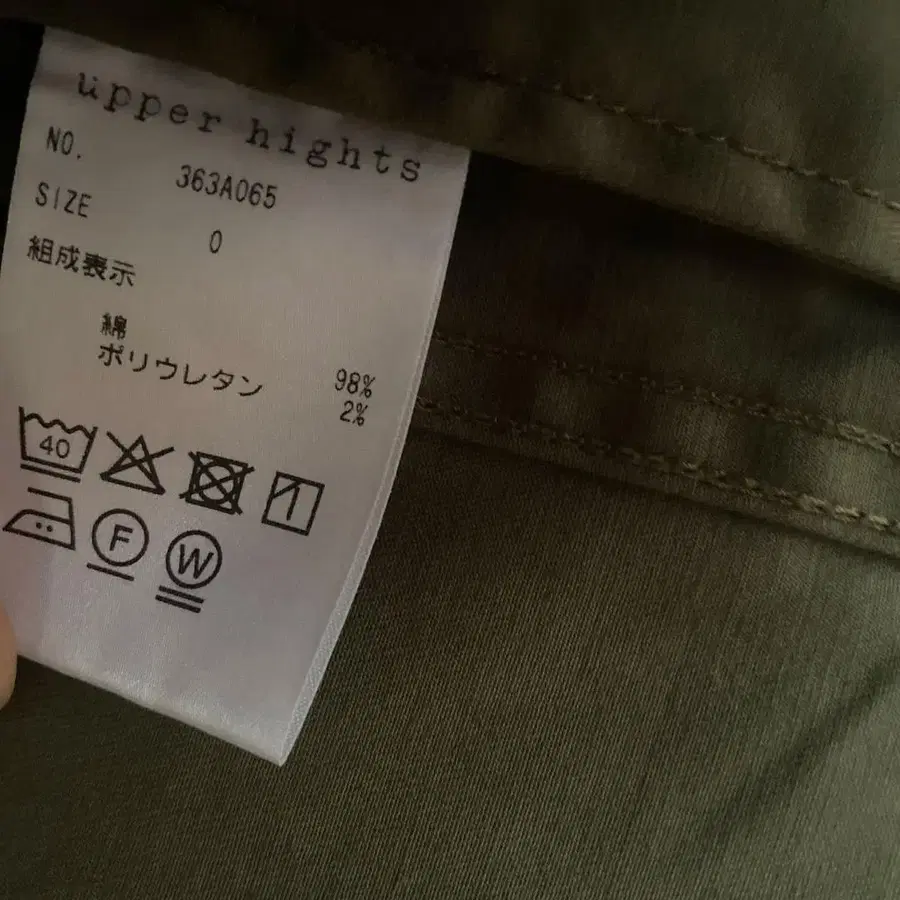 upper hights
NO. 363A065
SIZE 0
組成表示
綿 98%
ポリウレタン 2%
40
F W